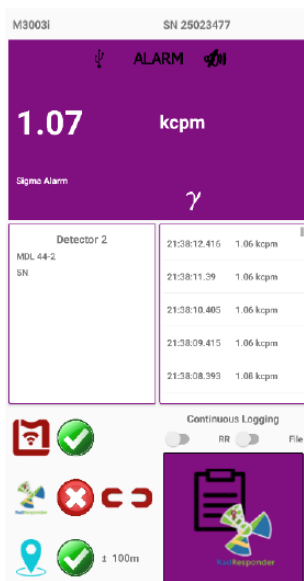 M3003i SN 25023477
ALARM
1.07 kcpm
Sigma Alarm
γ
Detector 2
MDL 44-2
SN
21:38:12.416 1.06 kcpm
21:38:11.39 1.06 kcpm
21:38:10.405 1.06 kcpm
21:38:09.415 1.06 kcpm
21:38:08.393 1.08 kcpm
Continuous Logging
RR File
RadResponder
± 100m